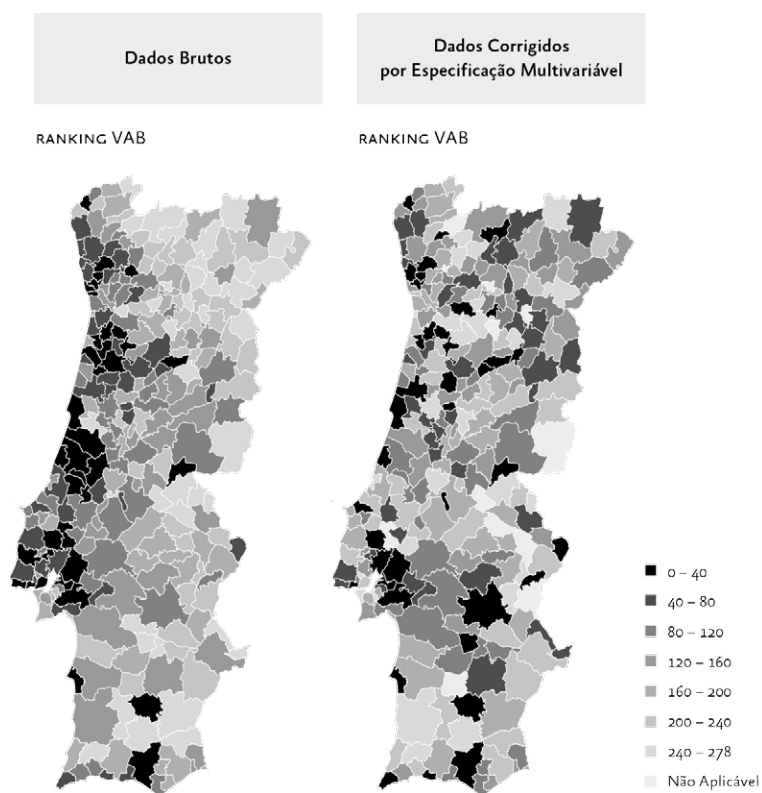 Dados Brutos
Dados Corrigidos
por Especificação Multivariável
RANKING VAB
RANKING VAB
0 – 40
40 – 80
80 – 120
120 – 160
160 – 200
200 – 240
240 – 278
Não Aplicável